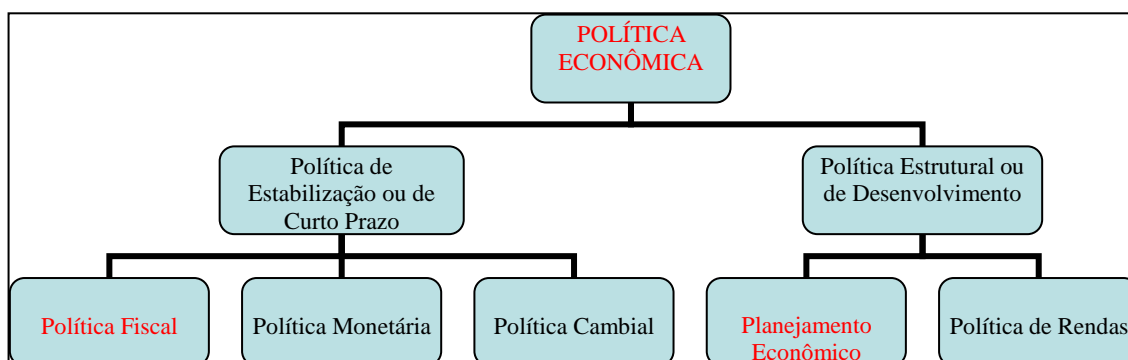 POLÍTICA
ECONÔMICA
Política de
Estabilização ou de
Curto Prazo
Política Estrutural ou
de Desenvolvimento
Política Fiscal
Política Monetária
Política Cambial
Planejamento
Econômico
Política de Rendas